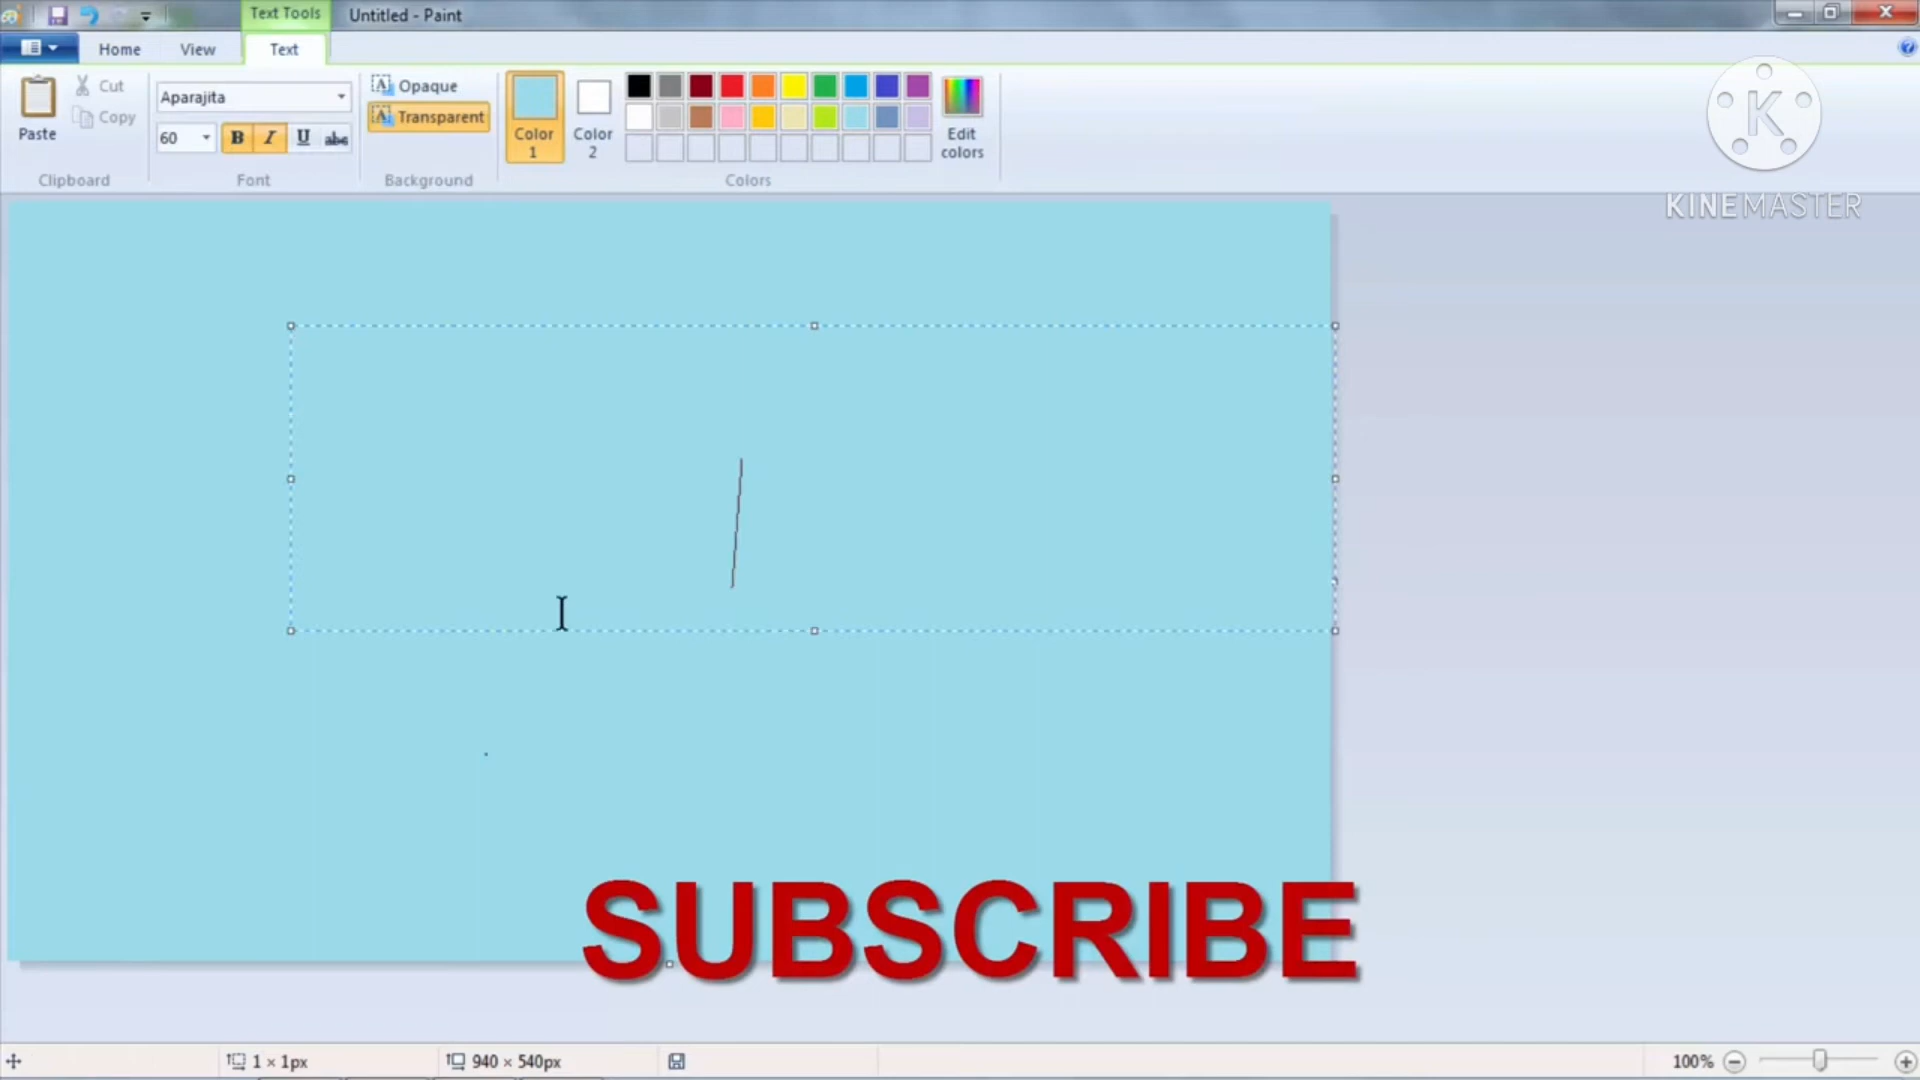 Text Tools
Untitled - Paint
Home
View
Text
Paste
Cut
Copy
Clipboard
Aparajita
60
B
I
U
abc
Font
Opaque
Transparent
Background
Color
1
Color
2
Edit
colors
Colors
K
KINEMASTER
SUBSCRIBE
1 × 1px
940 × 540px
100%